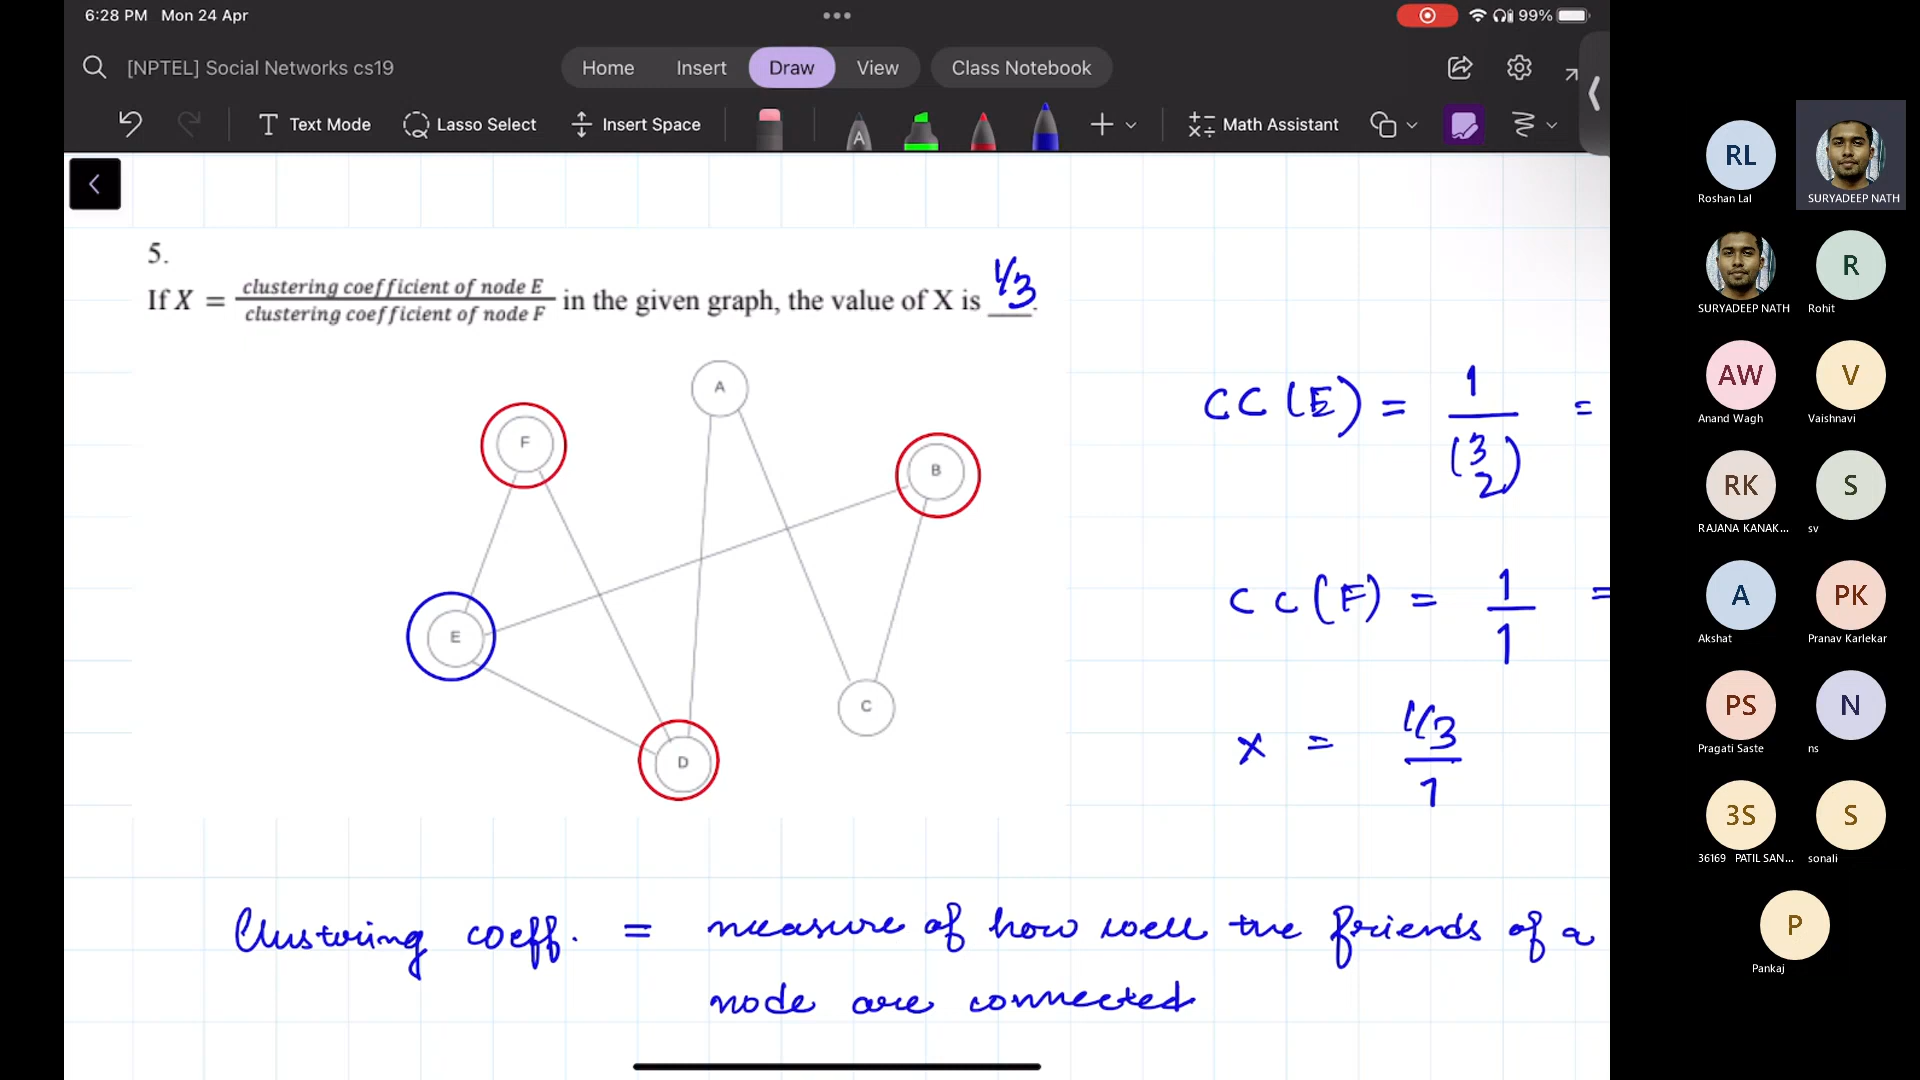 6:28 PM Mon 24 Apr
99%
[NPTEL] Social Networks cs19
Home Insert Draw View Class Notebook
Text Mode Lasso Select Insert Space A Math Assistant
5.
If X = clustering coefficient of node E / clustering coefficient of node F in the given graph, the value of X is 1/3.
A
F
B
E
C
D
CC(E) = 1 / (3 2) =
CC(F) = 1 / 1 =
X = 1/3 / 1
Clustering coeff. = measure of how well the friends of a
node are connected
RL
Roshan Lal
SURYADEEP NATH
SURYADEEP NATH
R
Rohit
AW
Anand Wagh
V
Vaishnavi
RK
RAJANA KANAK...
S
sv
A
Akshat
PK
Pranav Karlekar
PS
Pragati Saste
N
ns
3S
36169 PATIL SAN...
S
sonali
P
Pankaj